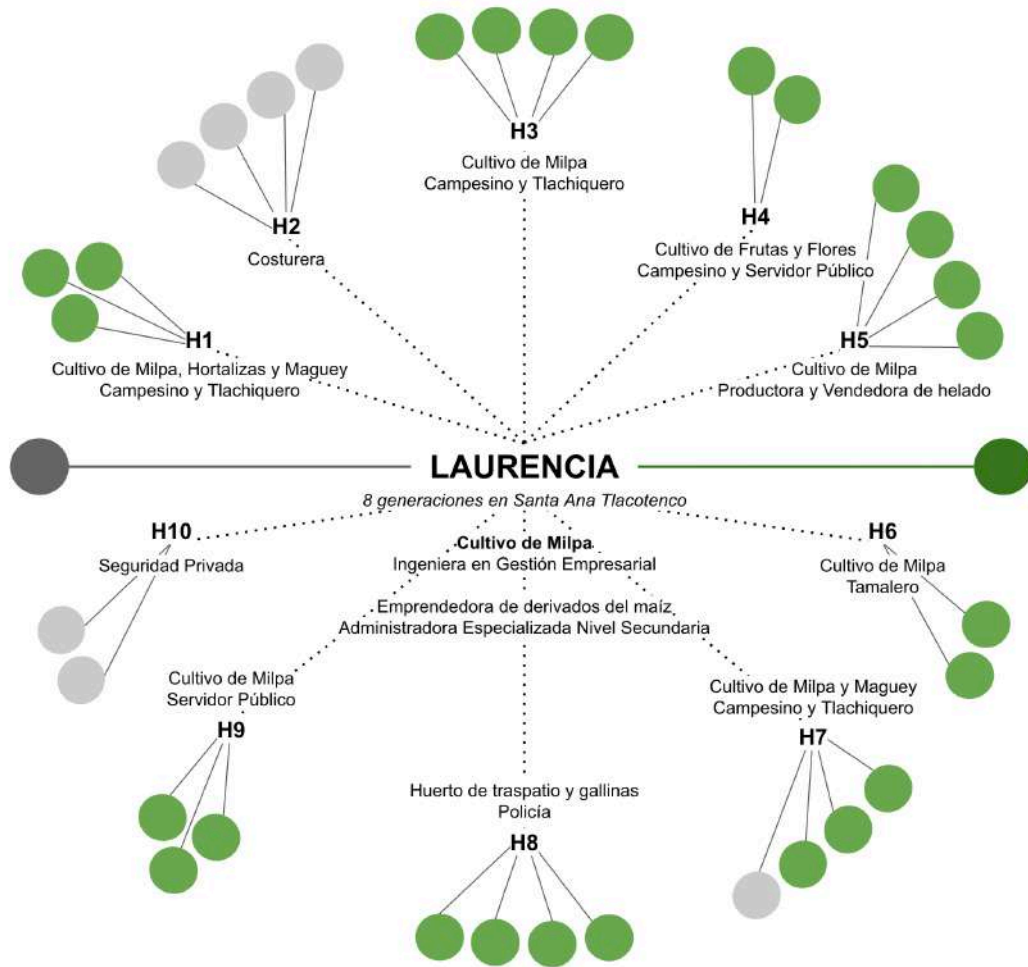 H3
Cultivo de Milpa
Campesino y Tlachiquero
H2
Costurera
H4
Cultivo de Frutas y Flores
Campesino y Servidor Público
H1
Cultivo de Milpa, Hortalizas y Maguey
Campesino y Tlachiquero
H5
Cultivo de Milpa
Productora y Vendedora de helado
LAURENCIA
8 generaciones en Santa Ana Tlacotenco
Cultivo de Milpa
Ingeniera en Gestión Empresarial
Emprendedora de derivados del maíz
Administradora Especializada Nivel Secundaria
H10
Seguridad Privada
H6
Cultivo de Milpa
Tamalero
Cultivo de Milpa
Servidor Público
H9
Cultivo de Milpa y Maguey
Campesino y Tlachiquero
H7
Huerto de traspatio y gallinas
Policía
H8